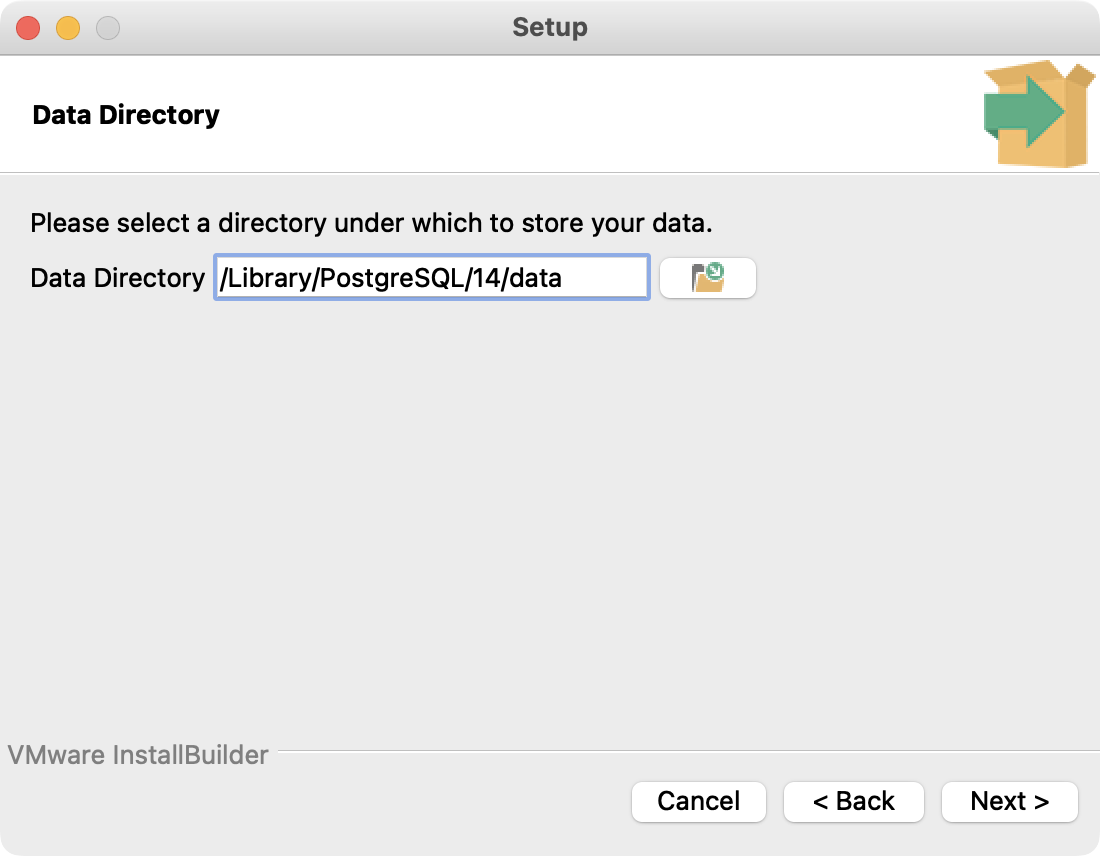 Setup
Data Directory
Please select a directory under which to store your data.
Data Directory /Library/PostgreSQL/14/data
VMware InstallBuilder
Cancel < Back Next >